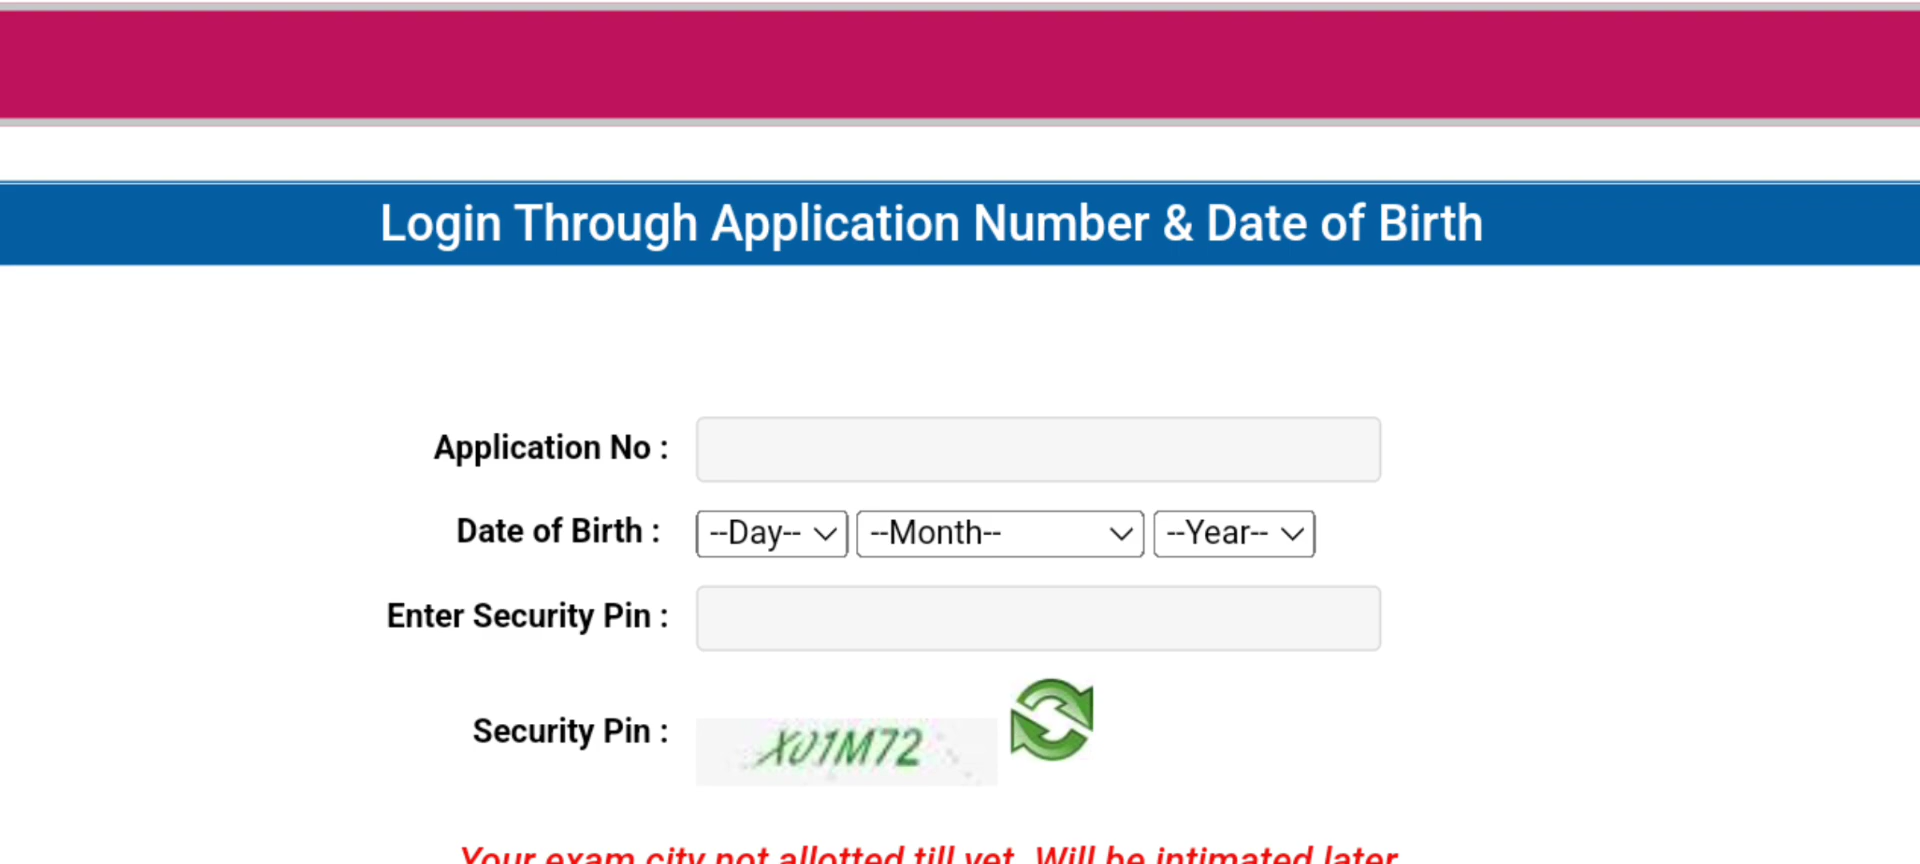 Login Through Application Number & Date of Birth
Application No :
Date of Birth : --Day-- --Month-- --Year--
Enter Security Pin :
Security Pin :
Your exam city not allotted till yet. Will be intimated later